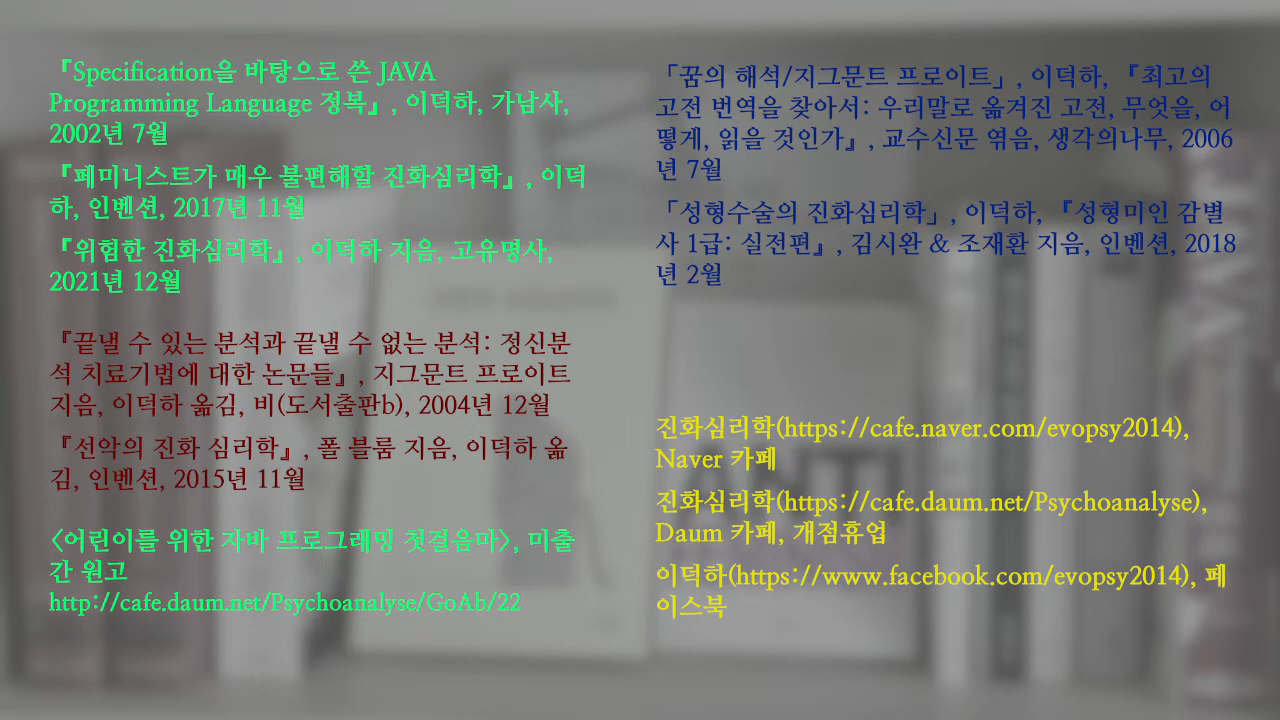 『Specification을 바탕으로 쓴 JAVA
Programming Language 정복』, 이덕하, 가남사,
2002년 7월
『페미니스트가 매우 불편해할 진화심리학』, 이덕
하, 인벤션, 2017년 11월
『위험한 진화심리학』, 이덕하 지음, 고유명사,
2021년 12월
『끝낼 수 있는 분석과 끝낼 수 없는 분석: 정신분
석 치료기법에 대한 논문들』, 지그문트 프로이트
지음, 이덕하 옮김, 비(도서출판b), 2004년 12월
『선악의 진화 심리학』, 폴 블룸 지음, 이덕하 옮
김, 인벤션, 2015년 11월
<어린이를 위한 자바 프로그래밍 첫걸음마>, 미출
간 원고
http://cafe.daum.net/Psychoanalyse/GoAb/22
「꿈의 해석/지그문트 프로이트」, 이덕하, 『최고의
고전 번역을 찾아서: 우리말로 옮겨진 고전, 무엇을, 어
떻게, 읽을 것인가』, 교수신문 엮음, 생각의나무, 2006
년 7월
「성형수술의 진화심리학」, 이덕하, 『성형미인 감별
사 1급: 실전편』, 김시완 & 조재환 지음, 인벤션, 2018
년 2월
진화심리학(https://cafe.naver.com/evopsy2014),
Naver 카페
진화심리학(https://cafe.daum.net/Psychoanalyse),
Daum 카페, 개점휴업
이덕하(https://www.facebook.com/evopsy2014), 페
이스북